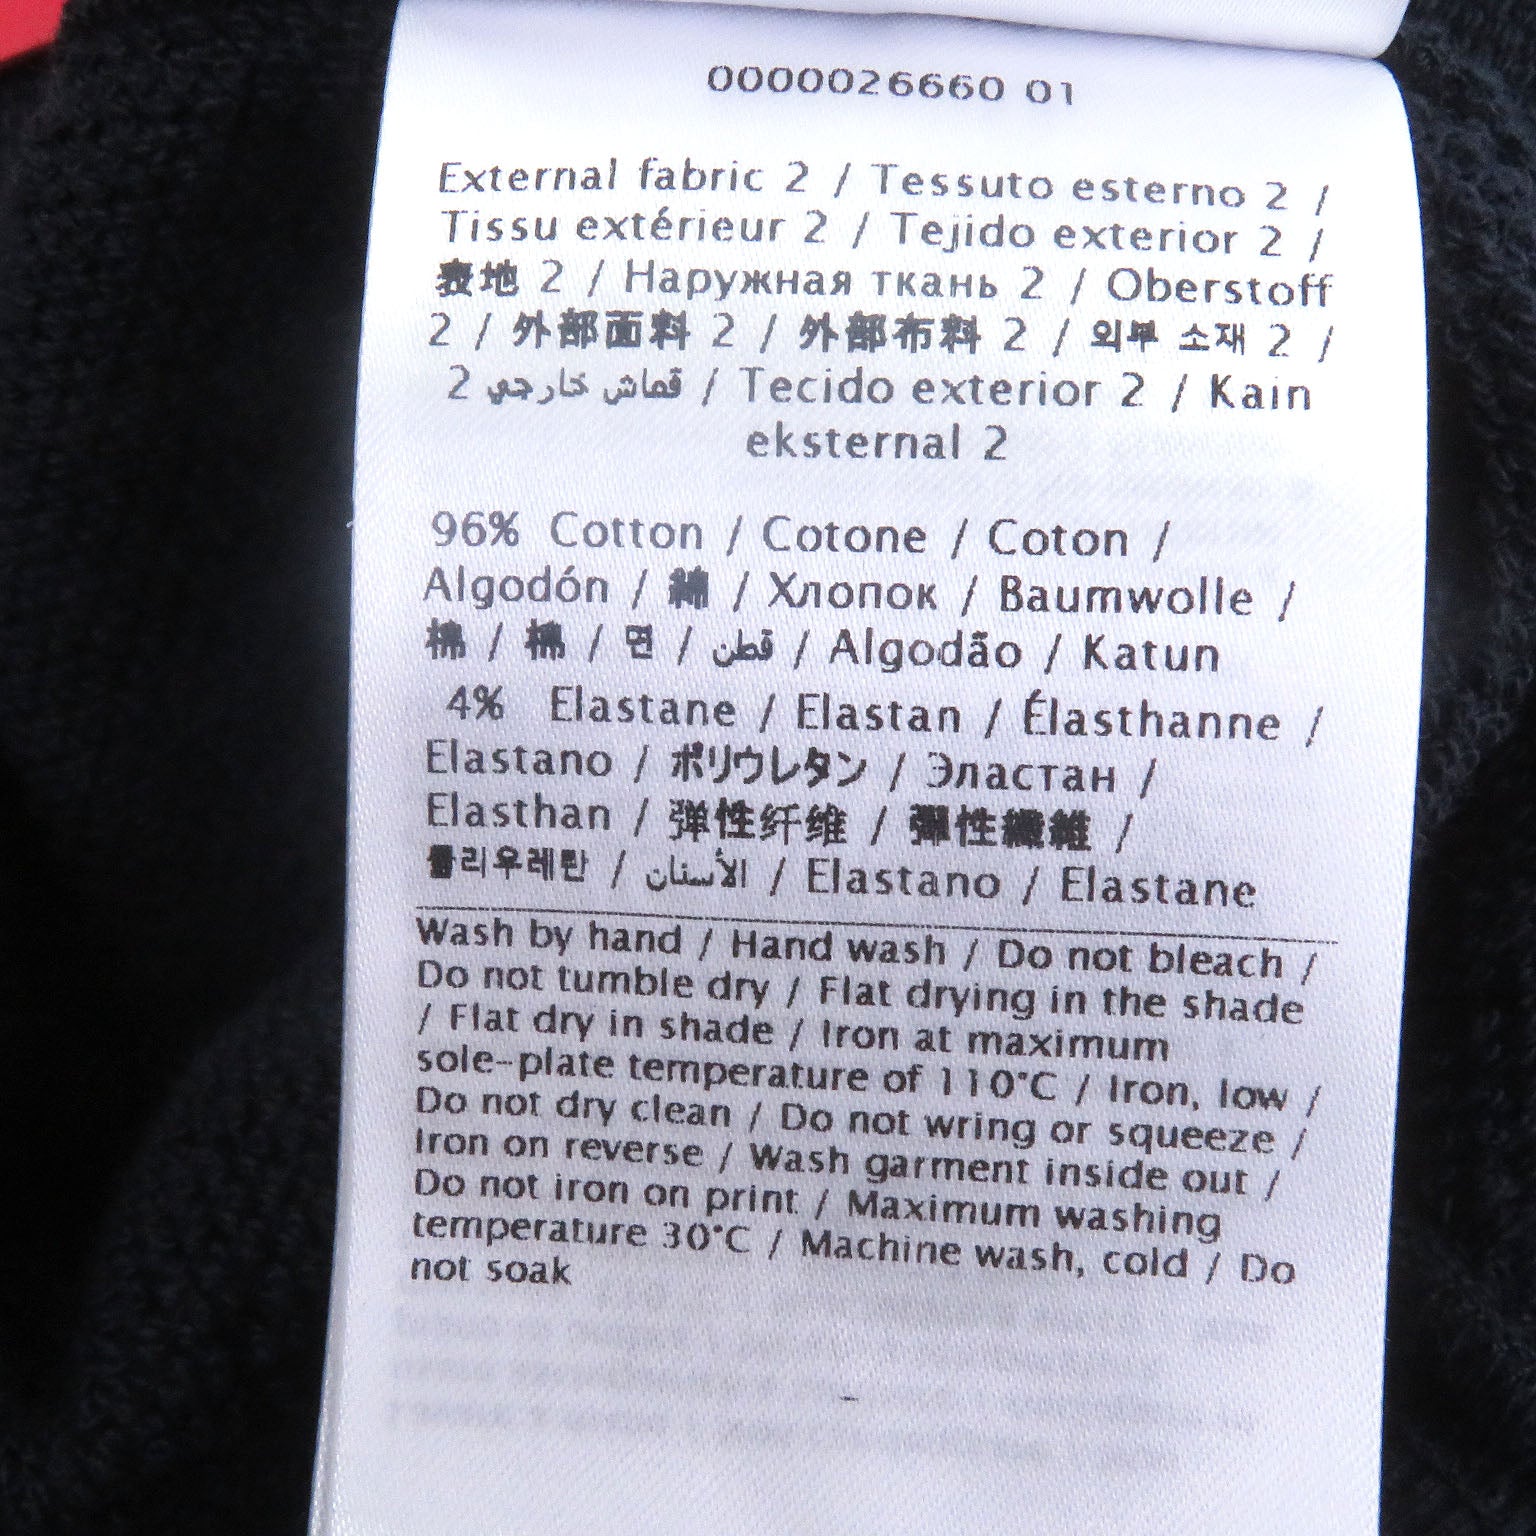 0000026660 01
External fabric 2 / Tessuto esterno 2 /
Tissu extérieur 2 / Tejido exterior 2 /
表地 2 / Наружная ткань 2 / Oberstoff
2 / 外部面料 2 / 外部布料 2 / 외부 소재 2 /
قماش خارجي 2 / Tecido exterior 2 / Kain
eksternal 2
96% Cotton / Cotone / Coton /
Algodón / 綿 / Хлопок / Baumwolle /
棉 / 棉 / 면 / قطن / Algodão / Katun
4% Elastane / Elastan / Élasthanne /
Elastano / ポリウレタン / Эластан /
Elasthan / 弹性纤维 / 彈性纖維 /
폴리우레탄 / الأسنان / Elastano / Elastane
Wash by hand / Hand wash / Do not bleach /
Do not tumble dry / Flat drying in the shade
/ Flat dry in shade / Iron at maximum
sole-plate temperature of 110°C / Iron, low /
Do not dry clean / Do not wring or squeeze /
Iron on reverse / Wash garment inside out /
Do not iron on print / Maximum washing
temperature 30°C / Machine wash, cold / Do
not soak